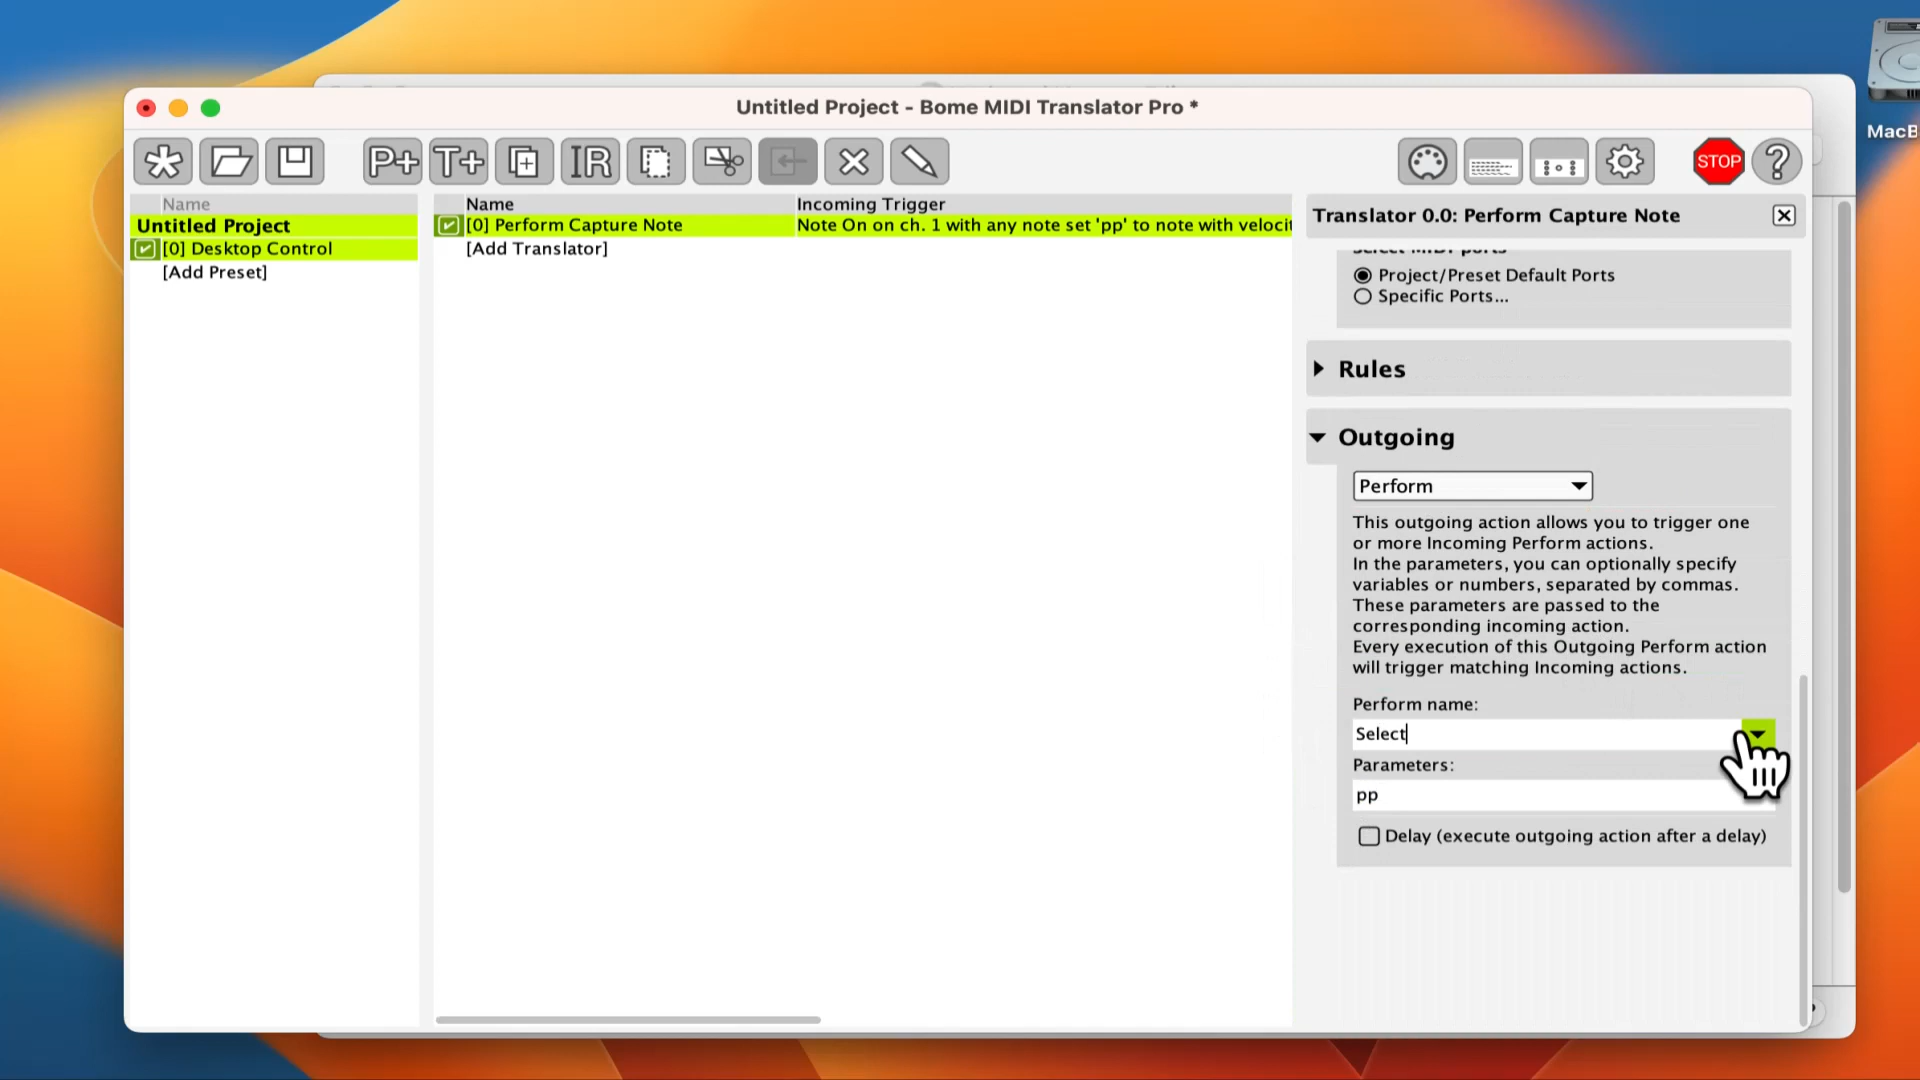 MacB
Untitled Project - Bome MIDI Translator Pro *
P+ T+ IR STOP ?
Name
Untitled Project
[0] Desktop Control
[Add Preset]
Name Incoming Trigger
[0] Perform Capture Note Note On on ch. 1 with any note set 'pp' to note with velocit
[Add Translator]
Translator 0.0: Perform Capture Note
Select MIDI ports
Project/Preset Default Ports
Specific Ports...
Rules
Outgoing
Perform
This outgoing action allows you to trigger one
or more Incoming Perform actions.
In the parameters, you can optionally specify
variables or numbers, separated by commas.
These parameters are passed to the
corresponding incoming action.
Every execution of this Outgoing Perform action
will trigger matching Incoming actions.
Perform name:
Select
Parameters:
pp
Delay (execute outgoing action after a delay)